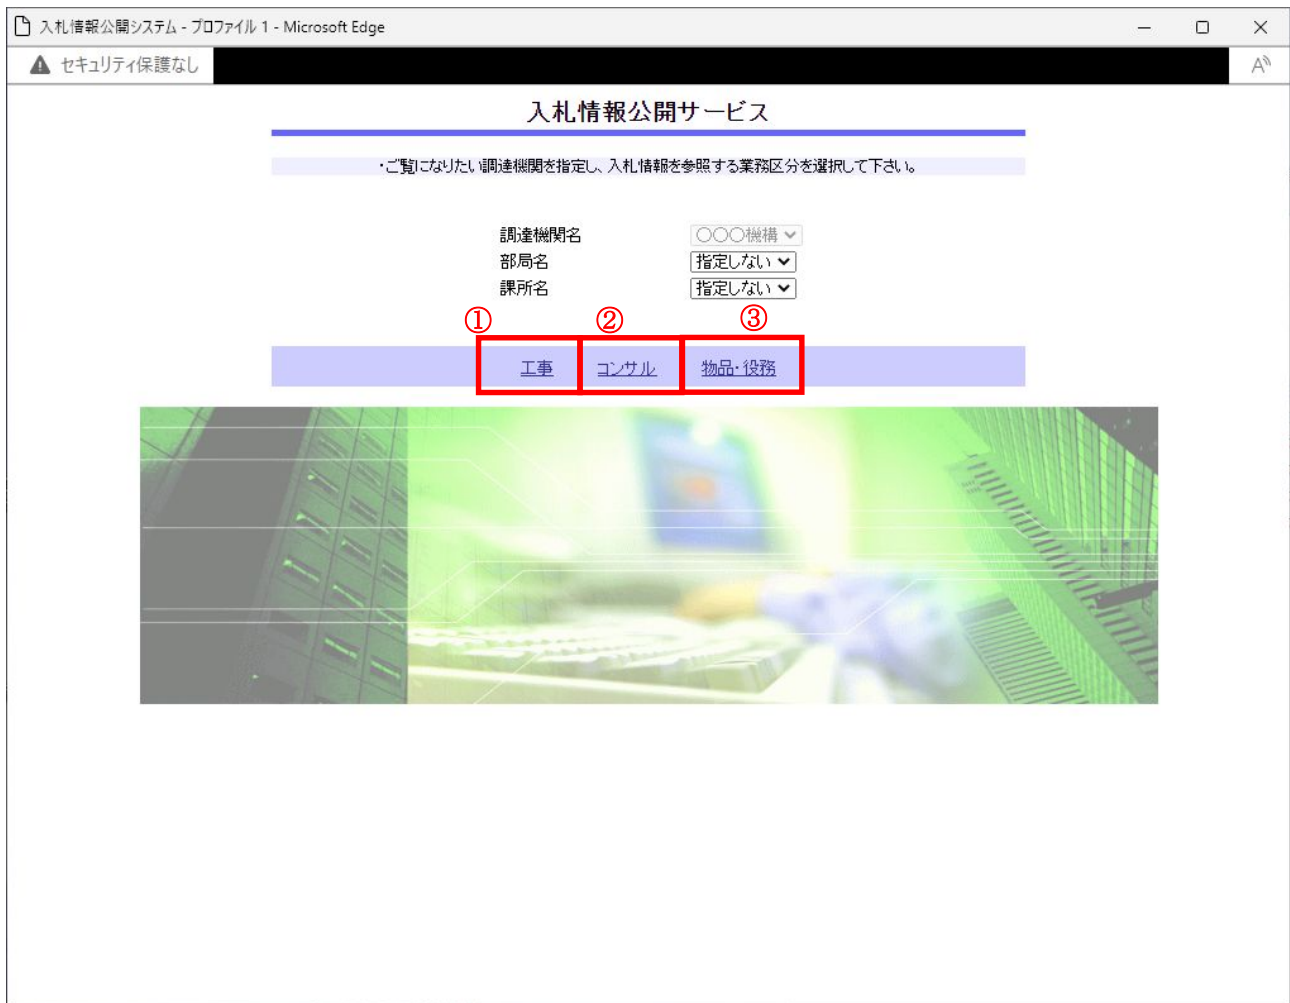 入札情報公開システム - プロファイル 1 - Microsoft Edge
セキュリティ保護なし
入札情報公開サービス
・ご覧になりたい調達機関を指定し、入札情報を参照する業務区分を選択して下さい。
調達機関名 〇〇〇機構
部局名 指定しない
課所名 指定しない
① ② ③
工事 コンサル 物品・役務